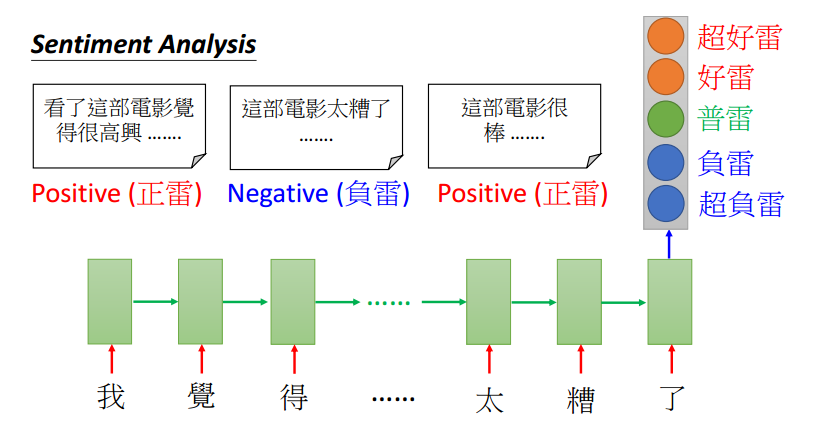 Sentiment Analysis
看了這部電影覺
得很高興 …….
Positive (正雷)
這部電影太糟了
…….
Negative (負雷)
這部電影很
棒 …….
Positive (正雷)
超好雷
好雷
普雷
負雷
超負雷
……
我 覺 得 …… 太 糟 了